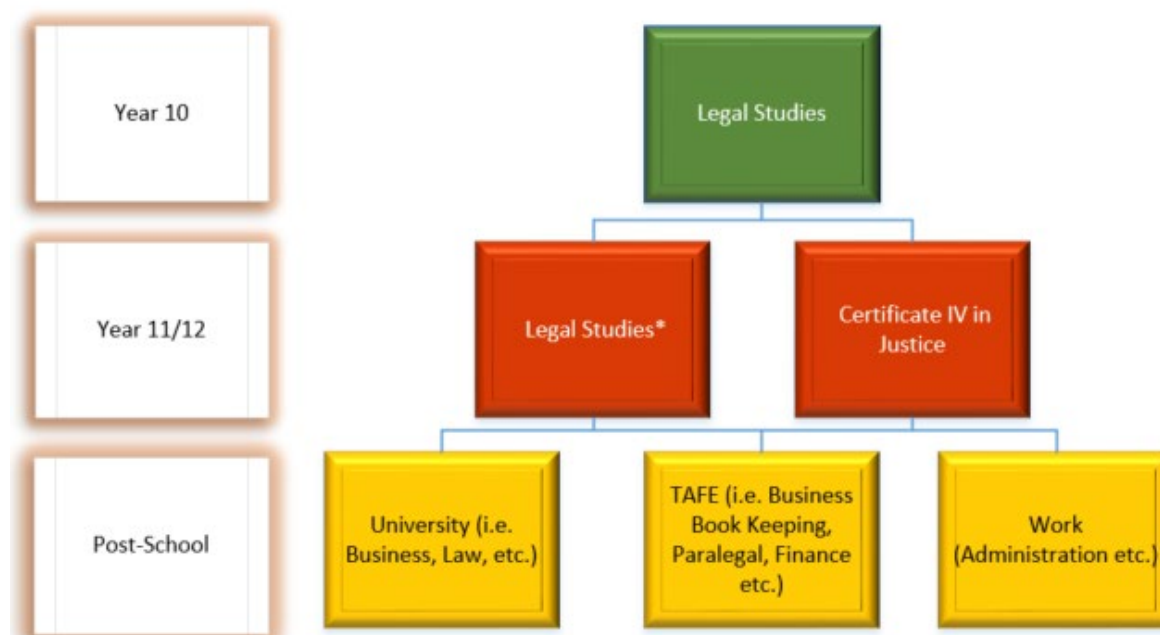 Year 10
Legal Studies
Year 11/12
Legal Studies*
Certificate IV in
Justice
Post-School
University (i.e.
Business, Law, etc.)
TAFE (i.e. Business
Book Keeping,
Paralegal, Finance
etc.)
Work
(Administration etc.)